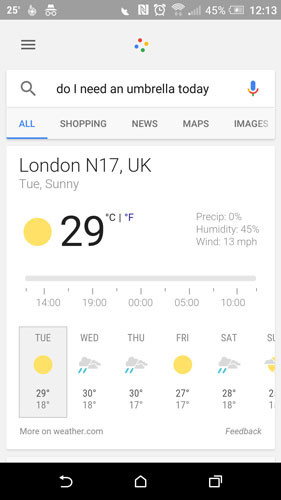 25° 45% 12:13
do I need an umbrella today
ALL SHOPPING NEWS MAPS IMAGES
London N17, UK
Tue, Sunny
29 °C | °F
Precip: 0%
Humidity: 45%
Wind: 13 mph
14:00 19:00 00:00 05:00 10:00
TUE WED THU FRI SAT
29° 30° 30° 27° 28°
18° 18° 17° 17° 18°
More on weather.com Feedback